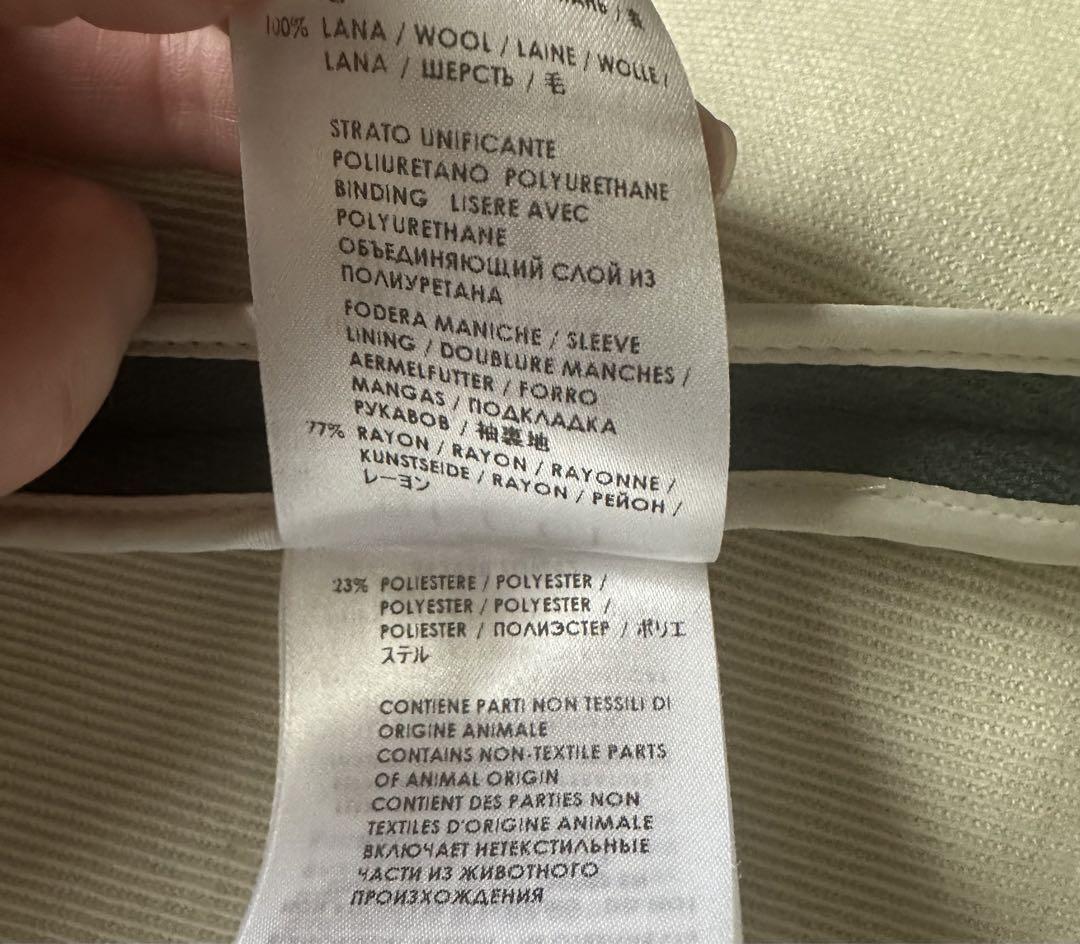 100% LANA / WOOL / LAINE / WOLLE /
LANA / ШЕРСТЬ / 毛
STRATO UNIFICANTE
POLIURETANO POLYURETHANE
BINDING LISERE AVEC
POLYURETHANE
ОБЪЕДИНЯЮЩИЙ СЛОЙ ИЗ
ПОЛИУРЕТАНА
FODERA MANICHE / SLEEVE
LINING / DOUBLURE MANCHES /
AERMELFUTTER / FORRO
MANGAS / ПОДКЛАДКА
РУКАВОВ / 袖裏地
77% RAYON / RAYON / RAYONNE /
KUNSTSEIDE / RAYON / РЕЙОН /
レーヨン
23% POLIESTERE / POLYESTER /
POLYESTER / POLYESTER /
POLIESTER / ПОЛИЭСТЕР / ポリエ
ステル
CONTIENE PARTI NON TESSILI DI
ORIGINE ANIMALE
CONTAINS NON-TEXTILE PARTS
OF ANIMAL ORIGIN
CONTIENT DES PARTIES NON
TEXTILES D'ORIGINE ANIMALE
ВКЛЮЧАЕТ НЕТЕКСТИЛЬНЫЕ
ЧАСТИ ИЗ ЖИВОТНОГО
ПРОИЗХОЖДЕНИЯ